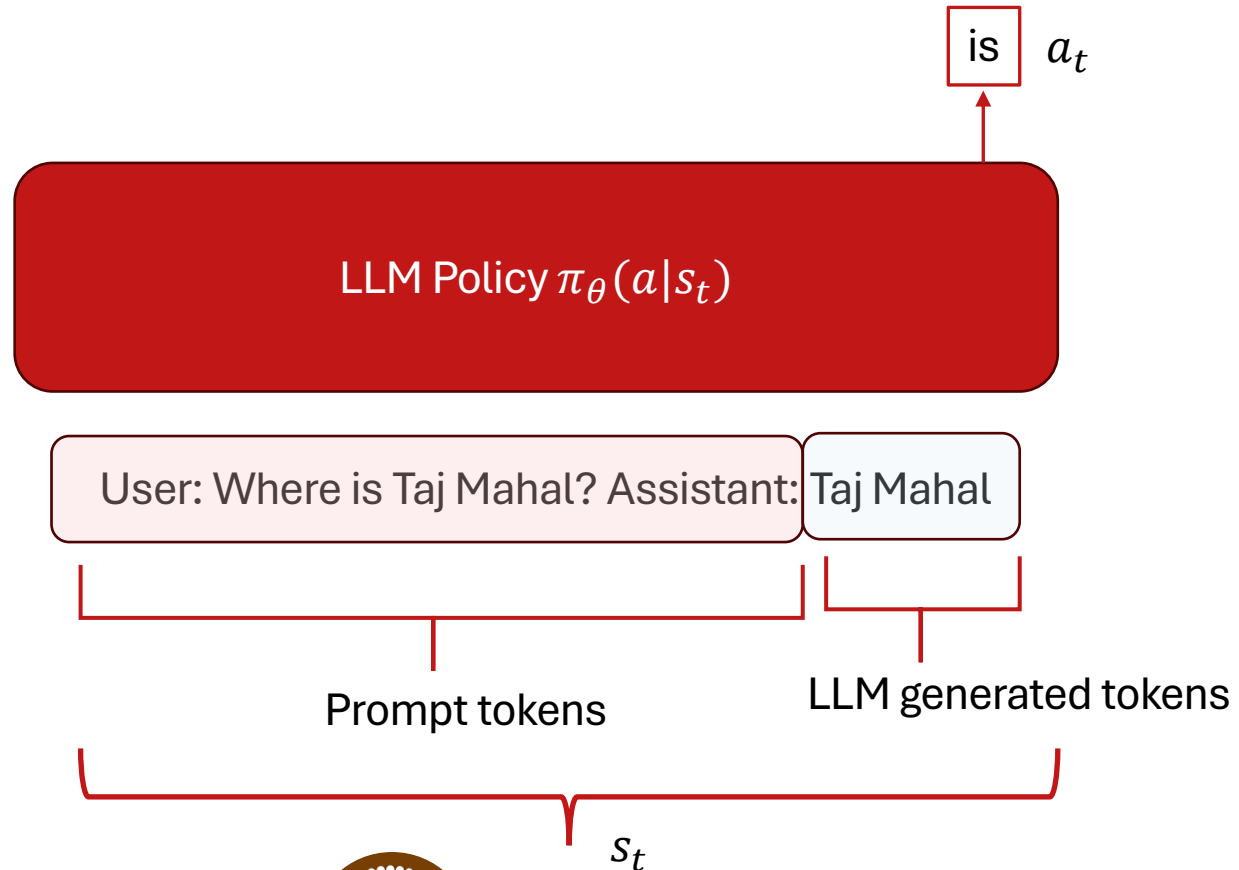 is a_t
LLM Policy π_θ(a|s_t)
User: Where is Taj Mahal? Assistant: Taj Mahal
LLM generated tokens
Prompt tokens
s_t